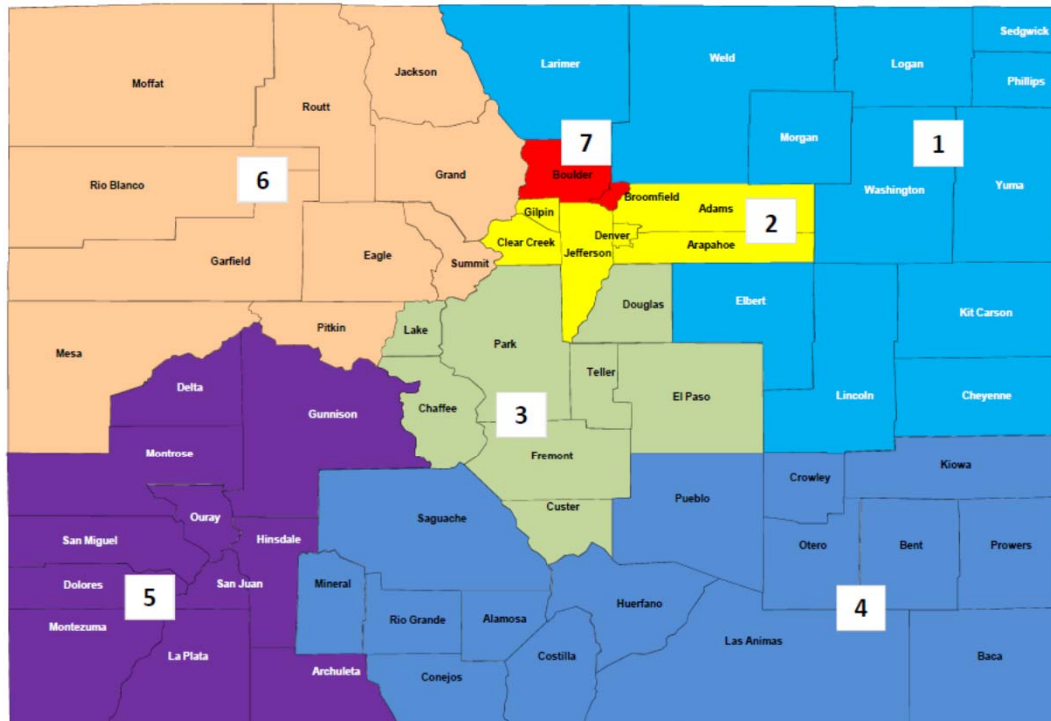 Sedgwick
Larimer
Weld
Logan
Jackson
Moffat
Phillips
Routt
7
Morgan
1
Grand
Boulder
6
Rio Blanco
Washington
Yuma
Broomfield
Gilpin
Adams
2
Denver
Clear Creek
Arapahoe
Jefferson
Eagle
Garfield
Summit
Elbert
Douglas
Kit Carson
Pitkin
Lake
Park
Mesa
Teller
Delta
El Paso
Lincoln
Cheyenne
Chaffee
Gunnison
3
Montrose
Fremont
Kiowa
Crowley
Pueblo
Custer
Ouray
Saguache
San Miguel
Hinsdale
Otero
Bent
Prowers
Dolores
San Juan
Mineral
5
Huerfano
4
Montezuma
Rio Grande
Alamosa
Las Animas
La Plata
Costilla
Baca
Archuleta
Conejos